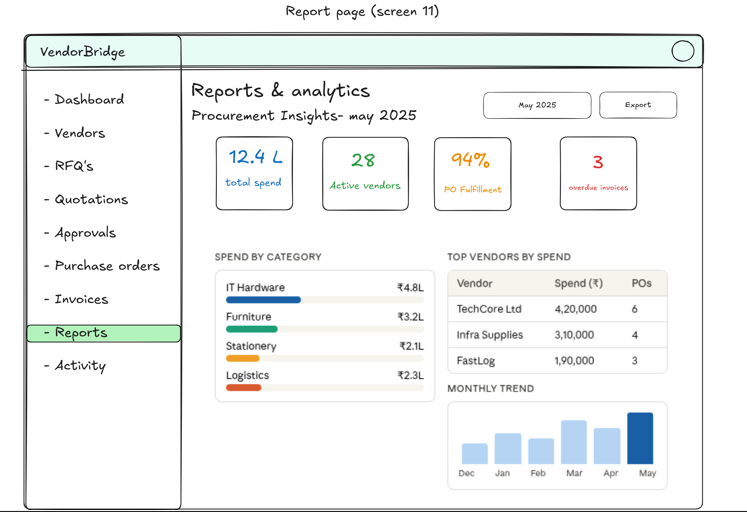 Report page (screen 11)
VendorBridge
- Dashboard
- Vendors
- RFQ's
- Quotations
- Approvals
- Purchase orders
- Invoices
- Reports
- Activity
Reports & analytics
Procurement Insights- may 2025
May 2025
Export
12.4 L
total spend
28
Active vendors
94%
PO Fulfillment
3
overdue invoices
SPEND BY CATEGORY
IT Hardware ₹4.8L
Furniture ₹3.2L
Stationery ₹2.1L
Logistics ₹2.3L
TOP VENDORS BY SPEND
Vendor Spend (₹) POs
TechCore Ltd 4,20,000 6
Infra Supplies 3,10,000 4
FastLog 1,90,000 3
MONTHLY TREND
Dec Jan Feb Mar Apr May